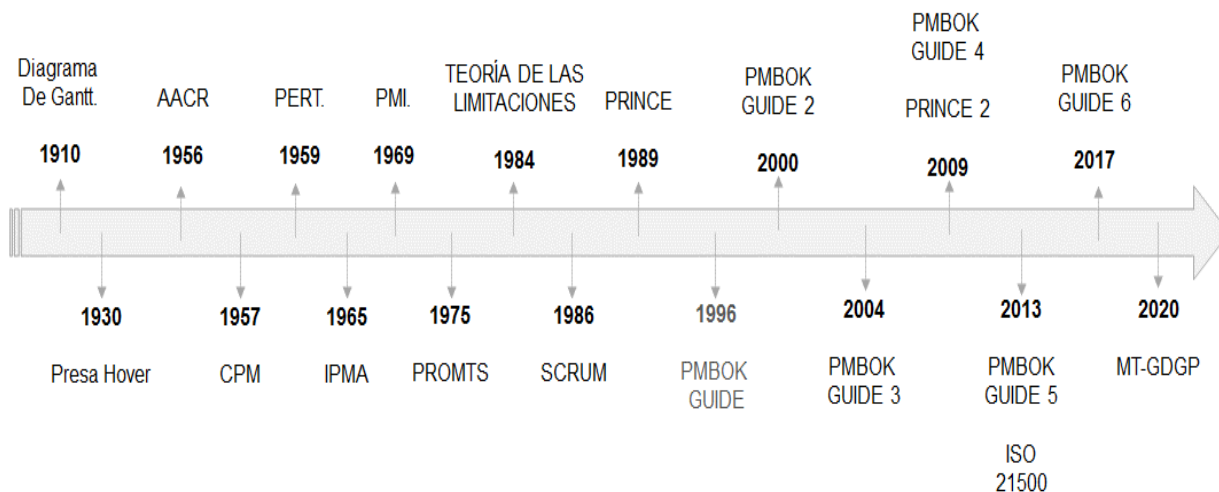 Diagrama
De Gantt.
1910
AACR
1956
PERT.
1959
PMI.
1969
TEORÍA DE LAS
LIMITACIONES
1984
PRINCE
1989
PMBOK
GUIDE 2
2000
PMBOK
GUIDE 4
PRINCE 2
2009
PMBOK
GUIDE 6
2017
1930
Presa Hover
1957
CPM
1965
IPMA
1975
PROMTS
1986
SCRUM
1996
PMBOK
GUIDE
2004
PMBOK
GUIDE 3
2013
PMBOK
GUIDE 5
ISO
21500
2020
MT-GDGP